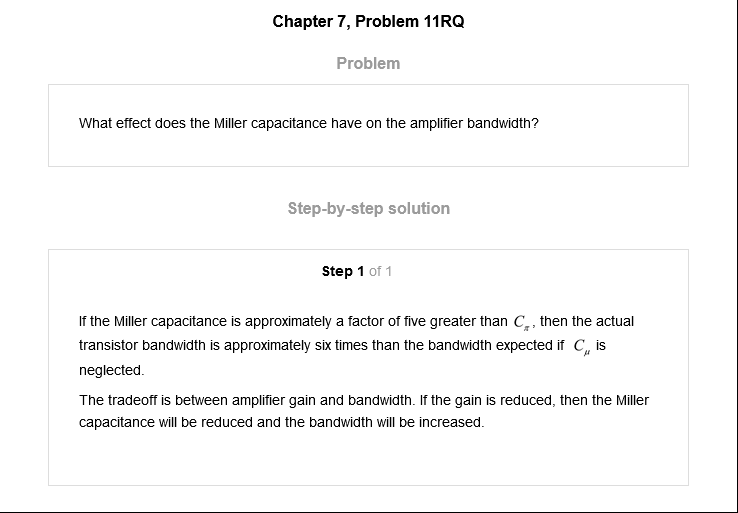 Chapter 7, Problem 11RQ
Problem
What effect does the Miller capacitance have on the amplifier bandwidth?
Step-by-step solution
Step 1 of 1
If the Miller capacitance is approximately a factor of five greater than C_π, then the actual
transistor bandwidth is approximately six times than the bandwidth expected if C_μ is
neglected.
The tradeoff is between amplifier gain and bandwidth. If the gain is reduced, then the Miller
capacitance will be reduced and the bandwidth will be increased.